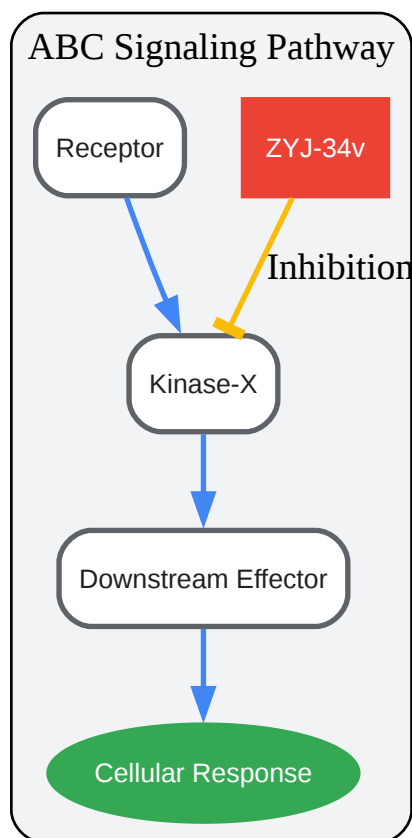 ABC Signaling Pathway
Receptor
ZYJ-34v
Inhibition
Kinase-X
Downstream Effector
Cellular Response